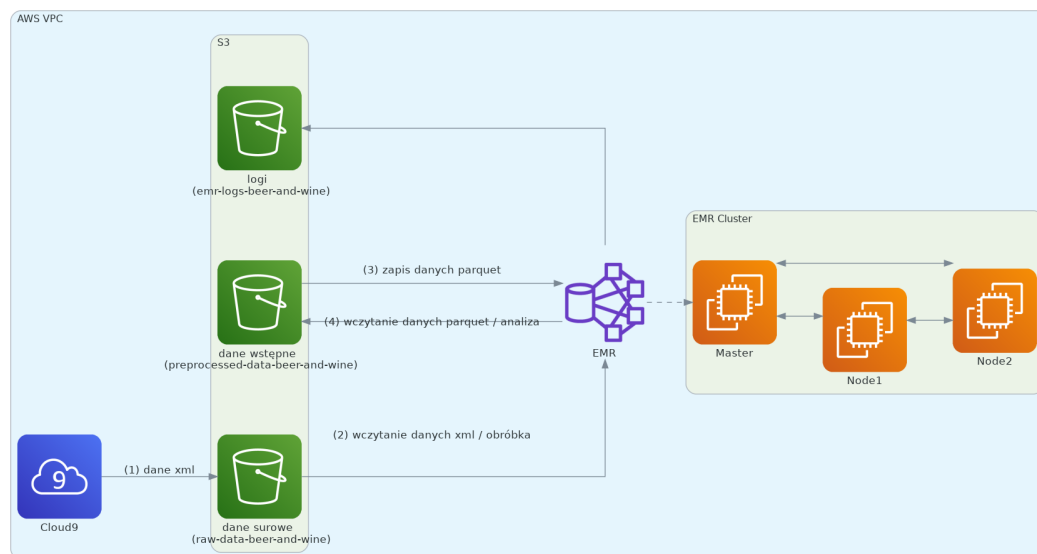 AWS VPC
S3
logi
(emr-logs-beer-and-wine)
EMR Cluster
(3) zapis danych parquet
(4) wczytanie danych parquet / analiza
dane wstępne
(preprocessed-data-beer-and-wine)
EMR
Master
Node1
Node2
(2) wczytanie danych xml / obróbka
(1) dane xml
9
Cloud9
dane surowe
(raw-data-beer-and-wine)